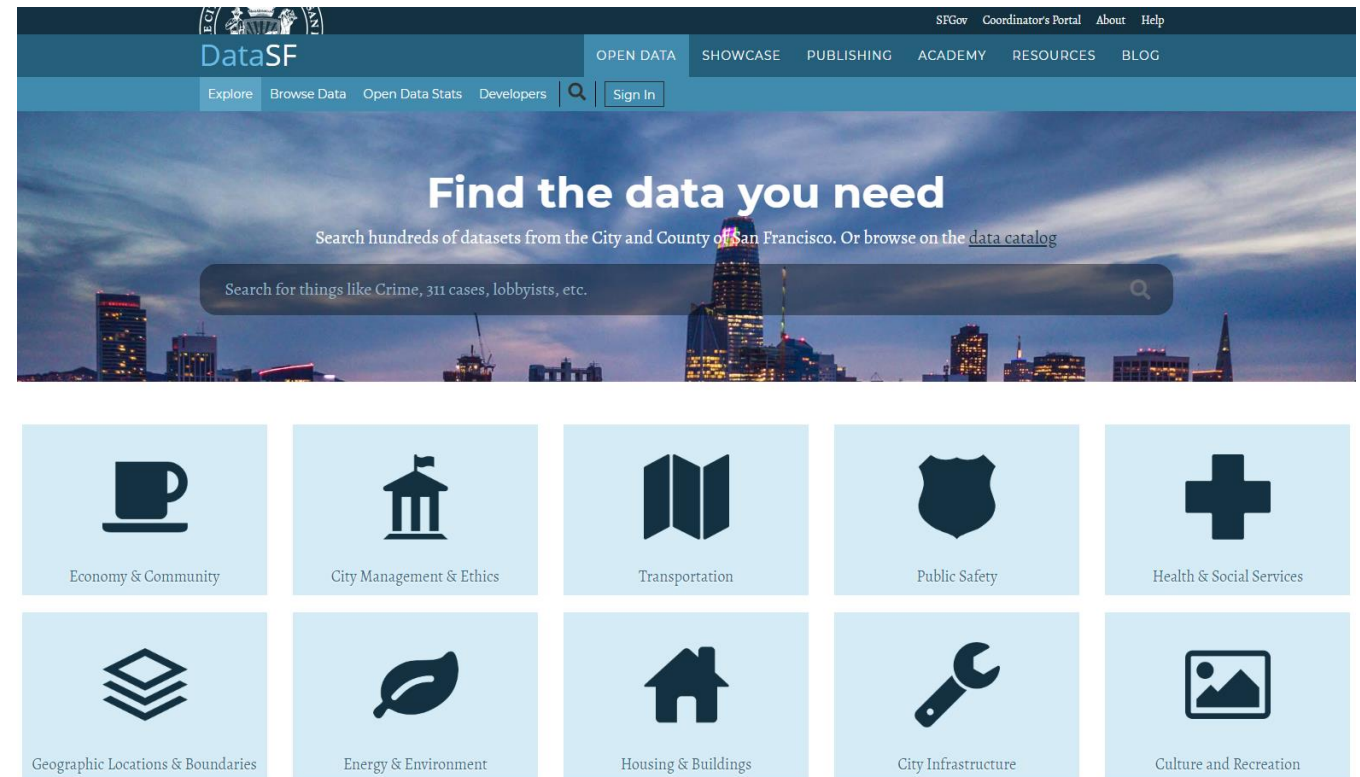 SFGov Coordinator's Portal About Help
DataSF
OPEN DATA SHOWCASE PUBLISHING ACADEMY RESOURCES BLOG
Explore Browse Data Open Data Stats Developers Sign In
Find the data you need
Search hundreds of datasets from the City and County of San Francisco. Or browse on the data catalog
Search for things like Crime, 311 cases, lobbyists, etc.
Economy & Community City Management & Ethics Transportation Public Safety Health & Social Services
Geographic Locations & Boundaries Energy & Environment Housing & Buildings City Infrastructure Culture and Recreation